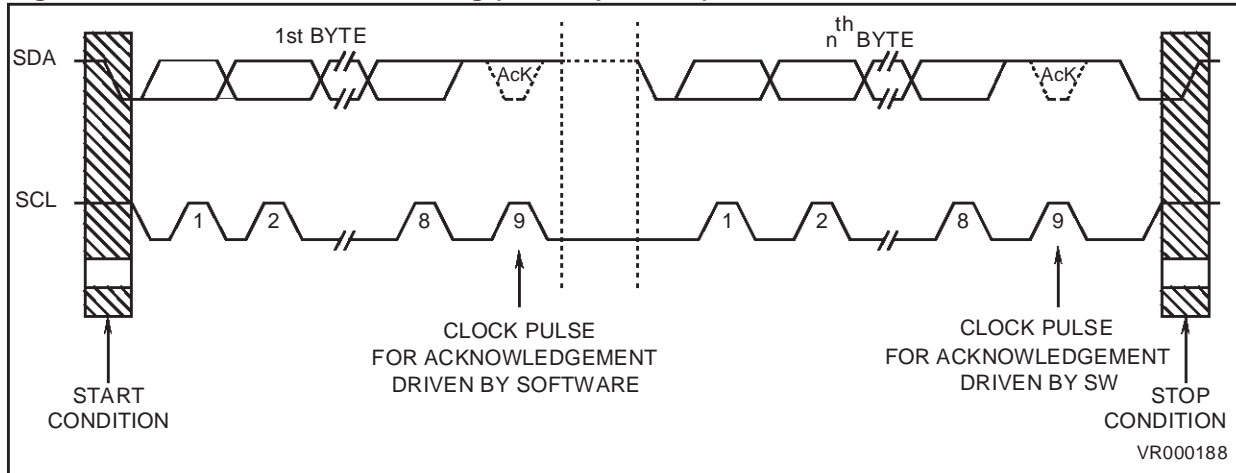 1st BYTE
nth BYTE
SDA
AcK
AcK
SCL
1
2
8
9
1
2
8
9
CLOCK PULSE
FOR ACKNOWLEDGEMENT
DRIVEN BY SOFTWARE
CLOCK PULSE
FOR ACKNOWLEDGEMENT
DRIVEN BY SW
START
CONDITION
STOP
CONDITION
VR000188